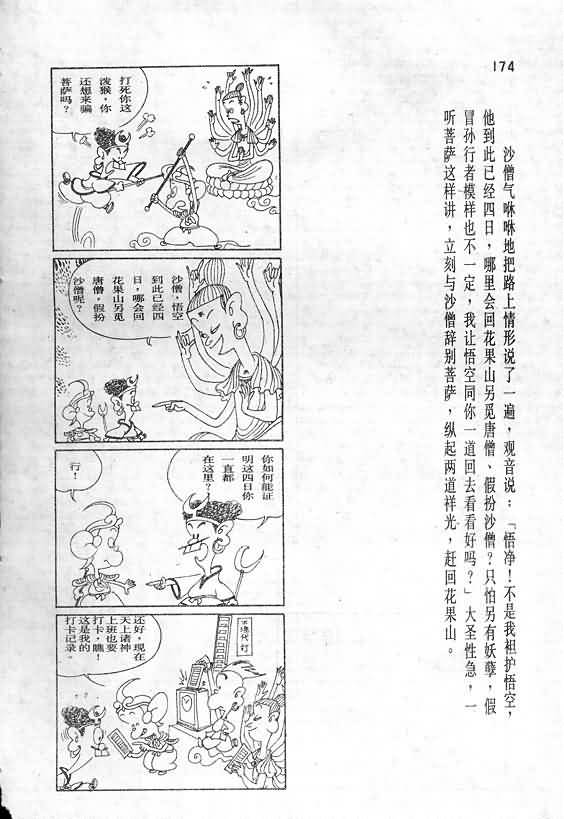 174
沙僧气咻咻地把路上情形说了一遍，观音说：「悟净！不是我袒护悟空，
他到此已经四日，哪里会回花果山另觅唐僧、假扮沙僧？只怕另有妖孽，假
冒孙行者模样也不一定，我让悟空同你一道回去看看好吗？」大圣性急，一
听菩萨这样讲，立刻与沙僧辞别菩萨，纵起两道祥光，赶回花果山。
打死你这
泼猴，你
还想来骗
菩萨吗？
沙僧，悟空
到此已经四
日，哪会回
花果山另觅
唐僧，假扮
沙僧呢？
你如何能证
明这四日你
一直都
在这里？
行！
还好，现在
天上诸神
上班也要
打卡，瞧！
这是我的
打卡记录。